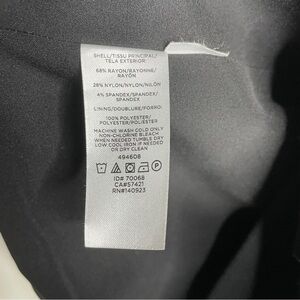 SHELL/TISSU PRINCIPAL/
TELA EXTERIOR:
68% RAYON/RAYONNE/
RAYÓN
28% NYLON/NYLON/NILÓN
4% SPANDEX/SPANDEX/
SPANDEX
LINING/DOUBLURE/FORRO:
100% POLYESTER/
POLYESTER/POLIÉSTER
MACHINE WASH COLD ONLY
NON-CHLORINE BLEACH
WHEN NEEDED TUMBLE DRY
LOW COOL IRON IF NEEDED
OR DRY CLEAN
494608
ID# 70068
CA#57421
RN#140923